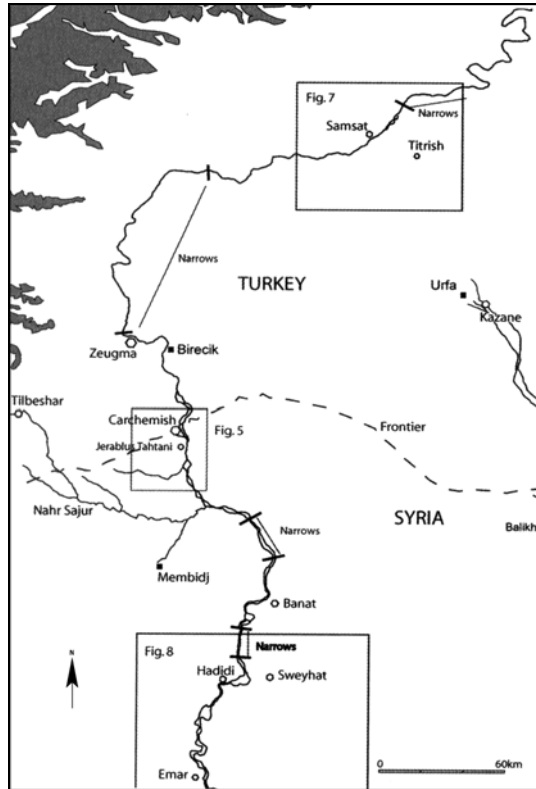 Fig. 7
Narrows
Samsat
Titrish
Narrows
TURKEY
Urfa
Kazane
Zeugma
Birecik
Tilbeshar
Carchemish
Fig. 5
Frontier
Jerablus Tahtani
Nahr Sajur
SYRIA
Narrows
Balikh
Membidj
Banat
Narrows
Fig. 8
N
Hadidi
Sweyhat
0 60km
Emar